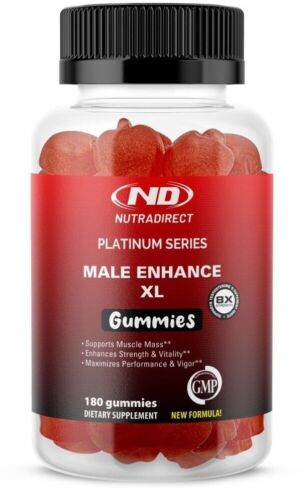 ND
NUTRADIRECT
PLATINUM SERIES
MALE ENHANCE
XL
Gummies
8X
STRENGTH
• Supports Muscle Mass**
• Enhances Strength & Vitality**
• Maximizes Performance & Vigor**
GMP
180 gummies
DIETARY SUPPLEMENT
NEW FORMULA!